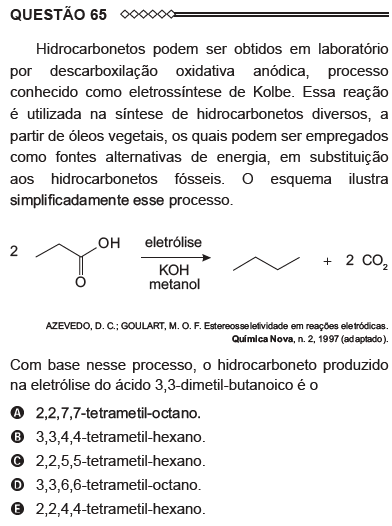 QUESTÃO 65
Hidrocarbonetos podem ser obtidos em laboratório
por descarboxilação oxidativa anódica, processo
conhecido como eletrossíntese de Kolbe. Essa reação
é utilizada na síntese de hidrocarbonetos diversos, a
partir de óleos vegetais, os quais podem ser empregados
como fontes alternativas de energia, em substituição
aos hidrocarbonetos fósseis. O esquema ilustra
simplificadamente esse processo.
2 OH O eletrólise KOH metanol + 2 CO₂
AZEVEDO, D. C.; GOULART, M. O. F. Estereosseletividade em reações eletródicas.
Química Nova, n. 2, 1997 (adaptado).
Com base nesse processo, o hidrocarboneto produzido
na eletrólise do ácido 3,3-dimetil-butanoico é o
A 2,2,7,7-tetrametil-octano.
B 3,3,4,4-tetrametil-hexano.
C 2,2,5,5-tetrametil-hexano.
D 3,3,6,6-tetrametil-octano.
E 2,2,4,4-tetrametil-hexano.